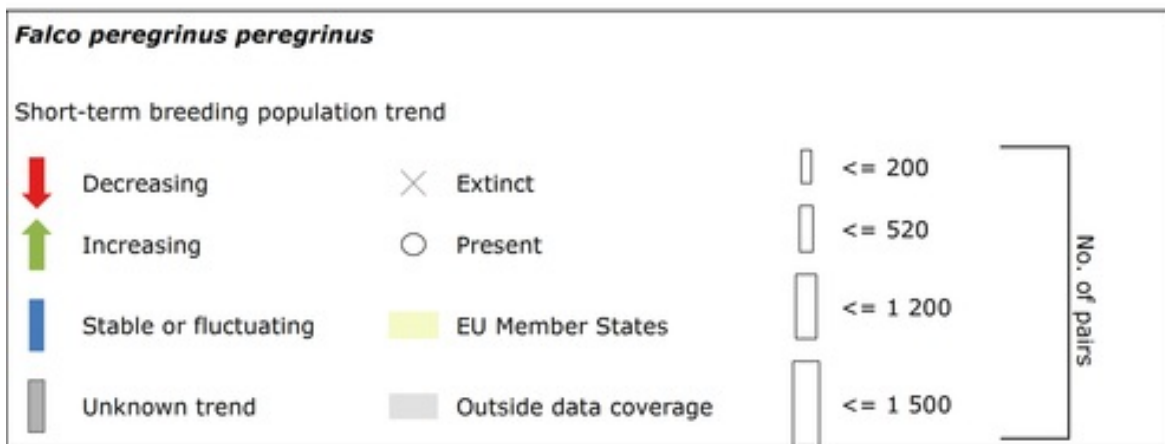 Falco peregrinus peregrinus
Short-term breeding population trend
Decreasing
Increasing
Stable or fluctuating
Unknown trend
Extinct
Present
EU Member States
Outside data coverage
<= 200
<= 520
<= 1 200
<= 1 500
No. of pairs